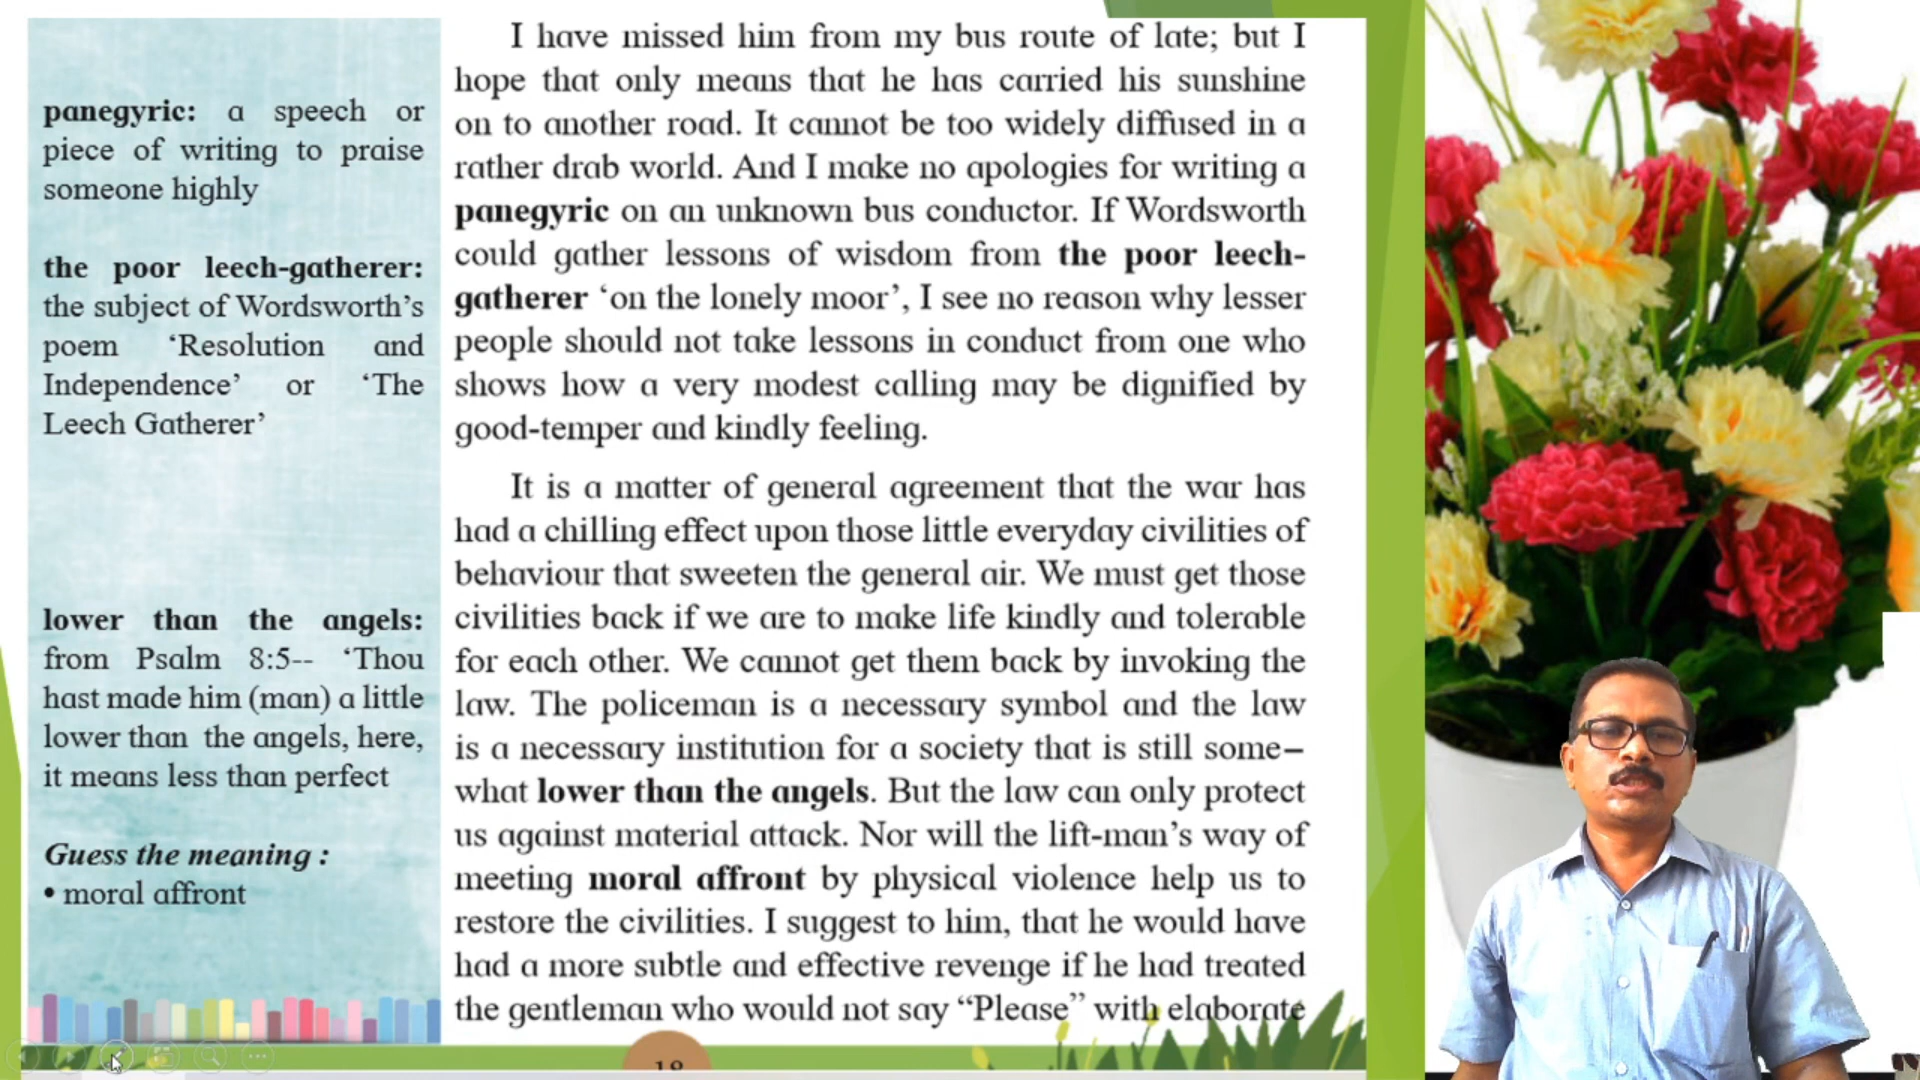 panegyric: a speech or
piece of writing to praise
someone highly
the poor leech-gatherer:
the subject of Wordsworth’s
poem ‘Resolution and
Independence’ or ‘The
Leech Gatherer’
lower than the angels:
from Psalm 8:5-- ‘Thou
hast made him (man) a little
lower than the angels, here,
it means less than perfect
Guess the meaning :
• moral affront
I have missed him from my bus route of late; but I
hope that only means that he has carried his sunshine
on to another road. It cannot be too widely diffused in a
rather drab world. And I make no apologies for writing a
panegyric on an unknown bus conductor. If Wordsworth
could gather lessons of wisdom from the poor leech-
gatherer ‘on the lonely moor’, I see no reason why lesser
people should not take lessons in conduct from one who
shows how a very modest calling may be dignified by
good-temper and kindly feeling.
It is a matter of general agreement that the war has
had a chilling effect upon those little everyday civilities of
behaviour that sweeten the general air. We must get those
civilities back if we are to make life kindly and tolerable
for each other. We cannot get them back by invoking the
law. The policeman is a necessary symbol and the law
is a necessary institution for a society that is still some–
what lower than the angels. But the law can only protect
us against material attack. Nor will the lift-man’s way of
meeting moral affront by physical violence help us to
restore the civilities. I suggest to him, that he would have
had a more subtle and effective revenge if he had treated
the gentleman who would not say “Please” with elaborate
18